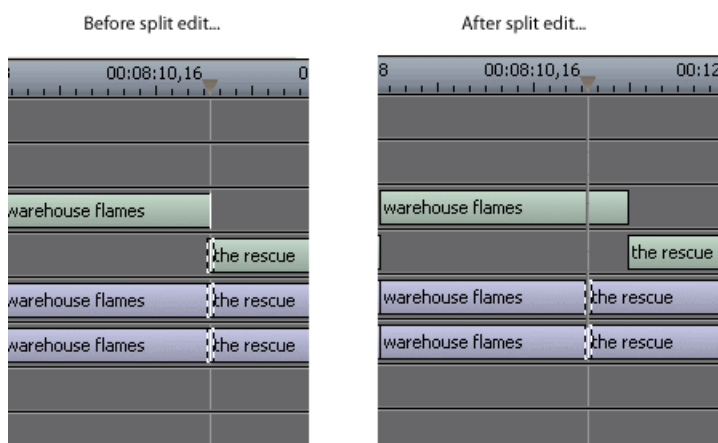 Before split edit...
00:08:10,16 0
warehouse flames
the rescue
warehouse flames the rescue
warehouse flames the rescue
After split edit...
8 00:08:10,16 00:12
warehouse flames
the rescue
warehouse flames the rescue
warehouse flames the rescue